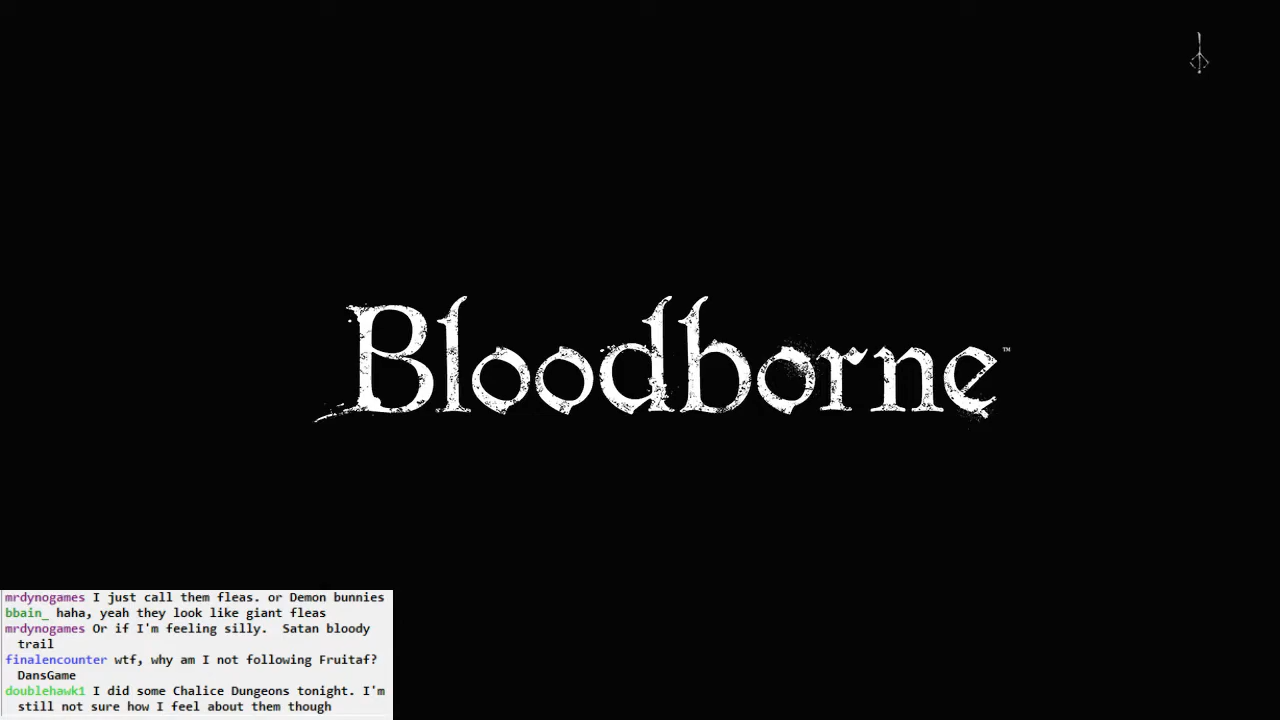 Bloodborne™
mrdynogames I just call them fleas. or Demon bunnies
bbain_ haha, yeah they look like giant fleas
mrdynogames Or if I'm feeling silly.  Satan bloody
trail
finalencounter wtf, why am I not following Fruitaf?
DansGame
doublehawk1 I did some Chalice Dungeons tonight. I'm
still not sure how I feel about them though